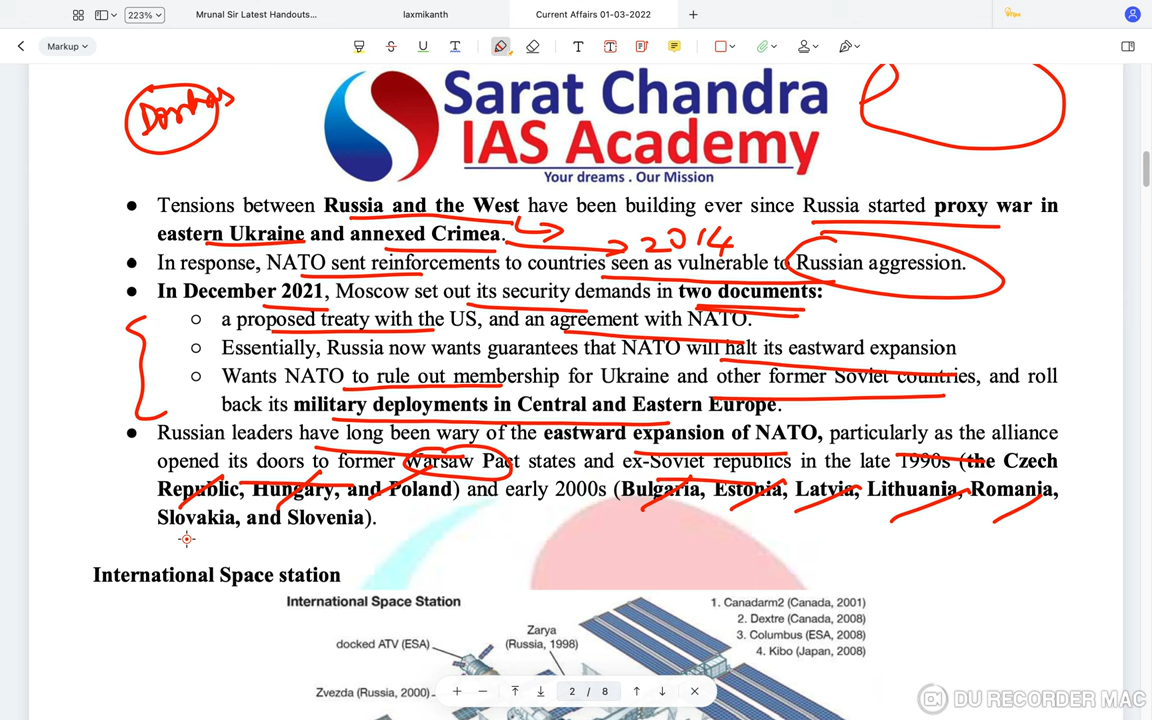 223%
Mrunal Sir Latest Handouts...
laxmikanth
Current Affairs 01-03-2022
Markup
Sarat Chandra
IAS Academy
Your dreams . Our Mission
2014
● Tensions between Russia and the West have been building ever since Russia started proxy war in
eastern Ukraine and annexed Crimea.
● In response, NATO sent reinforcements to countries seen as vulnerable to Russian aggression.
● In December 2021, Moscow set out its security demands in two documents:
○ a proposed treaty with the US, and an agreement with NATO.
○ Essentially, Russia now wants guarantees that NATO will halt its eastward expansion
○ Wants NATO to rule out membership for Ukraine and other former Soviet countries, and roll
back its military deployments in Central and Eastern Europe.
● Russian leaders have long been wary of the eastward expansion of NATO, particularly as the alliance
opened its doors to former Warsaw Pact states and ex-Soviet republics in the late 1990s (the Czech
Republic, Hungary, and Poland) and early 2000s (Bulgaria, Estonia, Latvia, Lithuania, Romania,
Slovakia, and Slovenia).
International Space station
International Space Station
1. Canadarm2 (Canada, 2001)
2. Dextre (Canada, 2008)
3. Columbus (ESA, 2008)
4. Kibo (Japan, 2008)
Zarya
(Russia, 1998)
docked ATV (ESA)
Zvezda (Russia, 2000)
2 / 8
DU RECORDER MAC